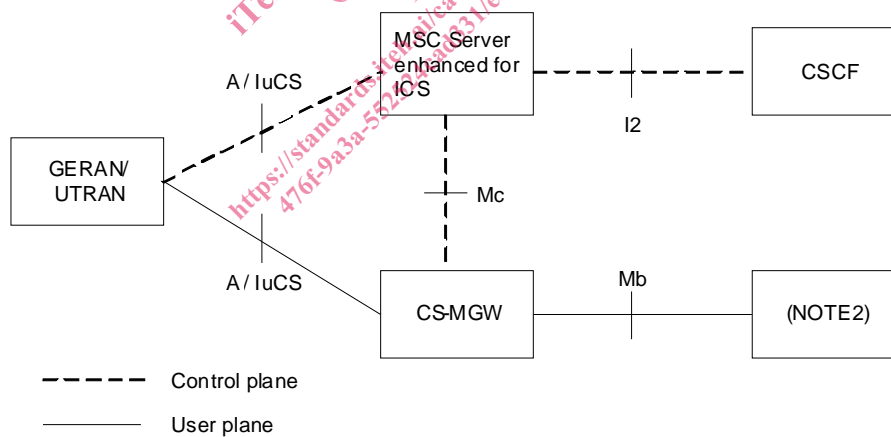 MSC Server
enhanced for
ICS
CSCF
A / IuCS
I2
GERAN/
UTRAN
Mc
A / IuCS
CS-MGW
Mb
(NOTE2)
Control plane
User plane